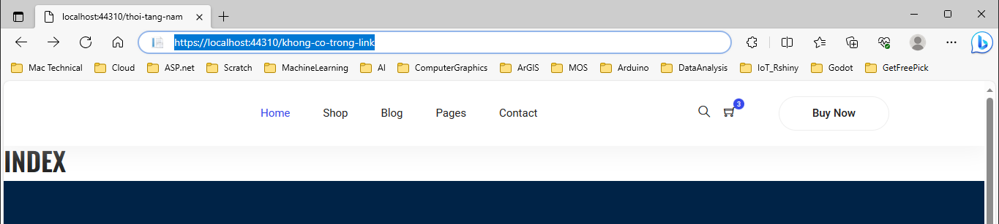 localhost:44310/thoi-tang-nam
https://localhost:44310/khong-co-trong-link
Mac Technical Cloud ASP.net Scratch MachineLearning AI ComputerGraphics ArGIS MOS Arduino DataAnalysis IoT_Rshiny Godot GetFreePick
Home Shop Blog Pages Contact 3 Buy Now
INDEX